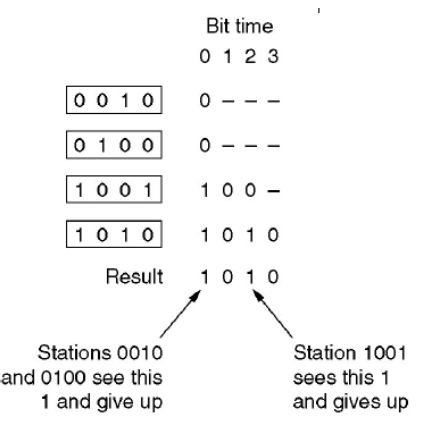 Bit time
0 1 2 3
0 0 1 0 0 – – –
0 1 0 0 0 – – –
1 0 0 1 1 0 0 –
1 0 1 0 1 0 1 0
Result 1 0 1 0
Stations 0010
and 0100 see this
1 and give up
Station 1001
sees this 1
and gives up